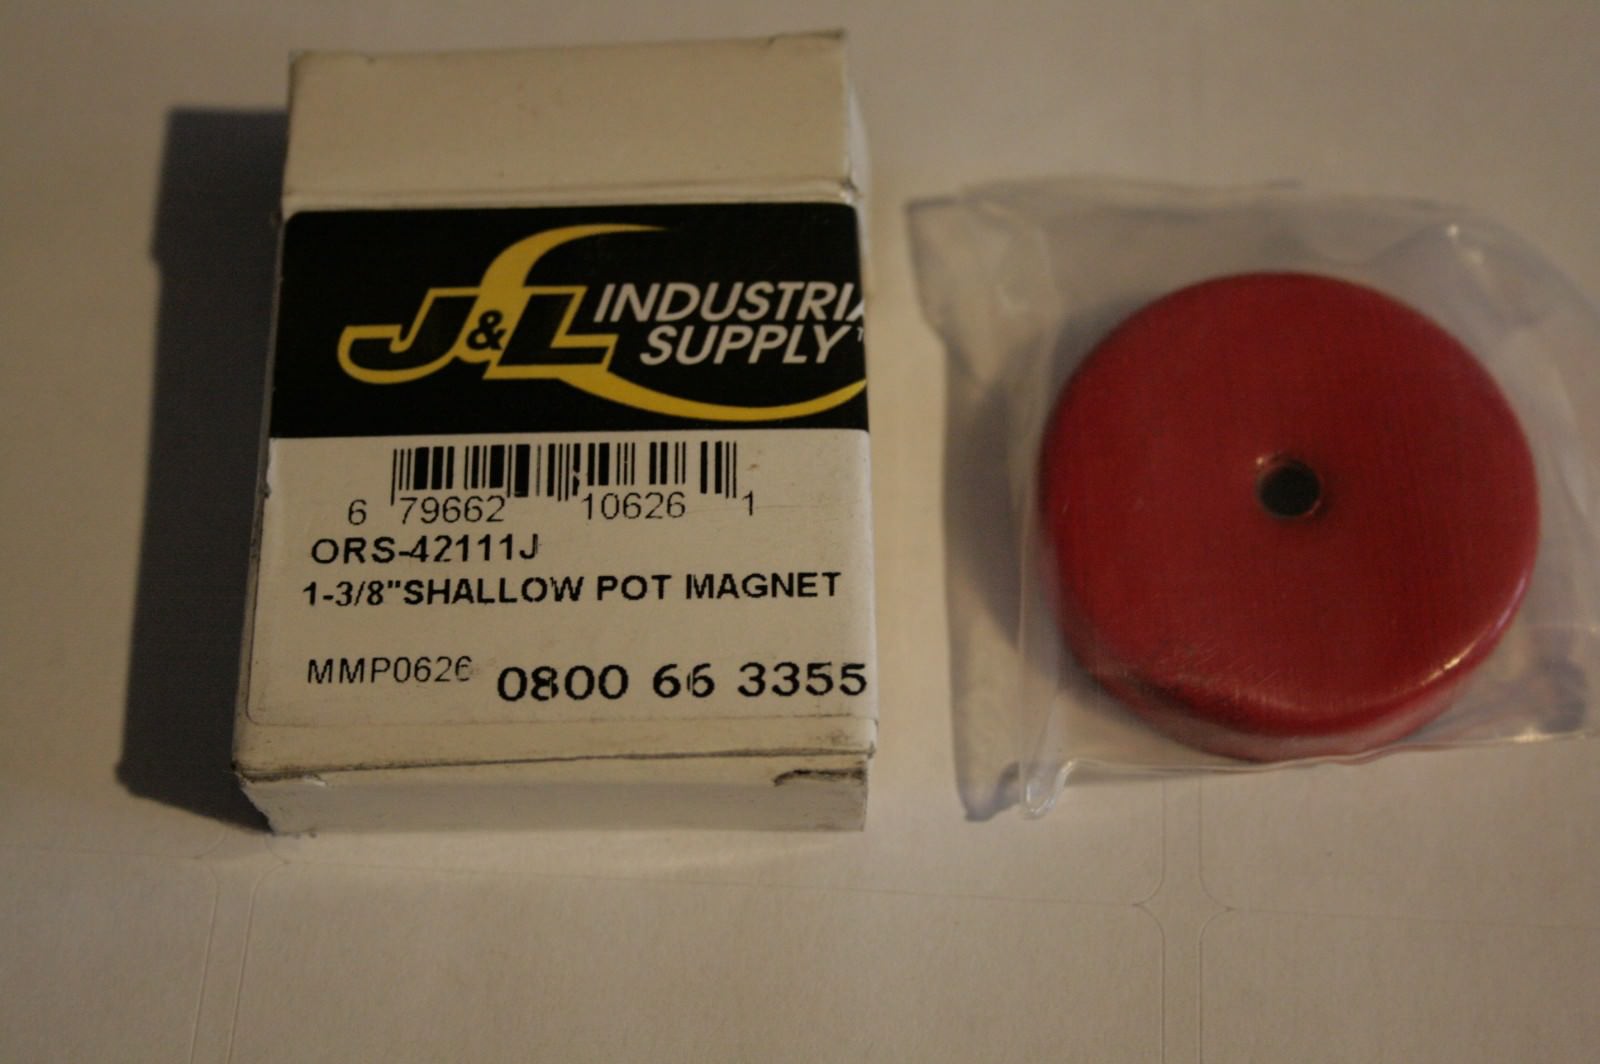 J&L INDUSTRIA
SUPPLY
6 79662 10626 1
ORS-42111J
1-3/8"SHALLOW POT MAGNET
MMP0626 0800 66 3355